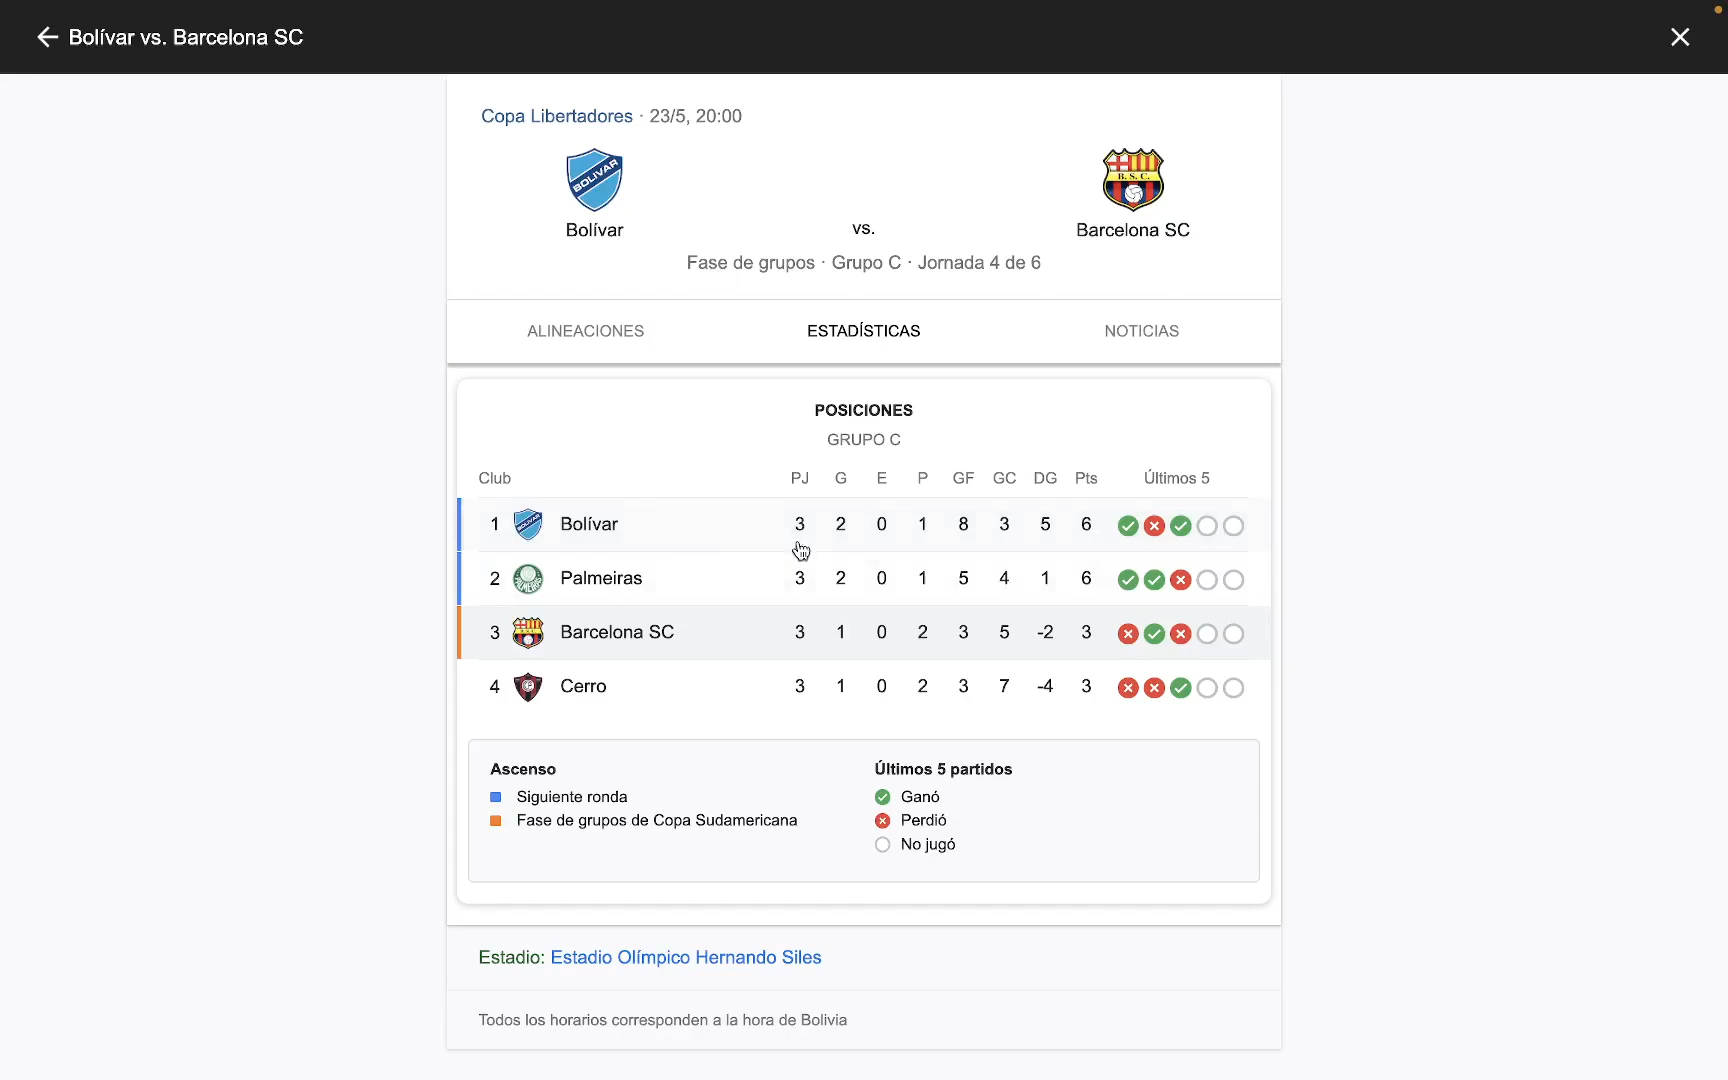 Bolívar vs. Barcelona SC
Copa Libertadores · 23/5, 20:00
BOLIVAR
B.S.C.
Bolívar vs. Barcelona SC
Fase de grupos · Grupo C · Jornada 4 de 6
ALINEACIONES ESTADÍSTICAS NOTICIAS
POSICIONES
GRUPO C
Club PJ G E P GF GC DG Pts Últimos 5
1 BOLIVAR Bolívar 3 2 0 1 8 3 5 6
2 PALMEIRAS Palmeiras 3 2 0 1 5 4 1 6
3 Barcelona SC 3 1 0 2 3 5 -2 3
4 Cerro 3 1 0 2 3 7 -4 3
Ascenso
Siguiente ronda
Fase de grupos de Copa Sudamericana
Últimos 5 partidos
Ganó
Perdió
No jugó
Estadio: Estadio Olímpico Hernando Siles
Todos los horarios corresponden a la hora de Bolivia